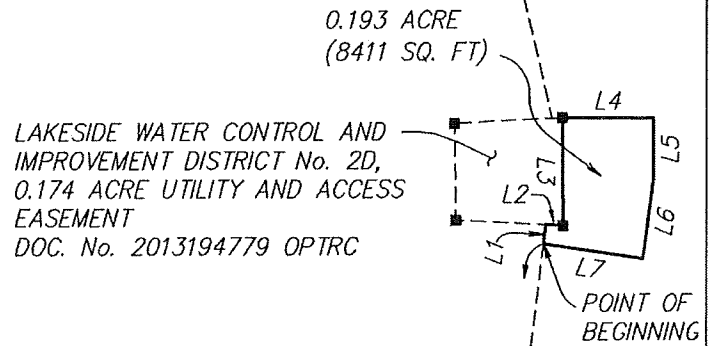 0.193 ACRE
(8411 SQ. FT)
LAKESIDE WATER CONTROL AND
IMPROVEMENT DISTRICT No. 2D,
0.174 ACRE UTILITY AND ACCESS
EASEMENT
DOC. No. 2013194779 OPTRC
L4
L5
L3
L2
L6
L1
L7
POINT OF
BEGINNING